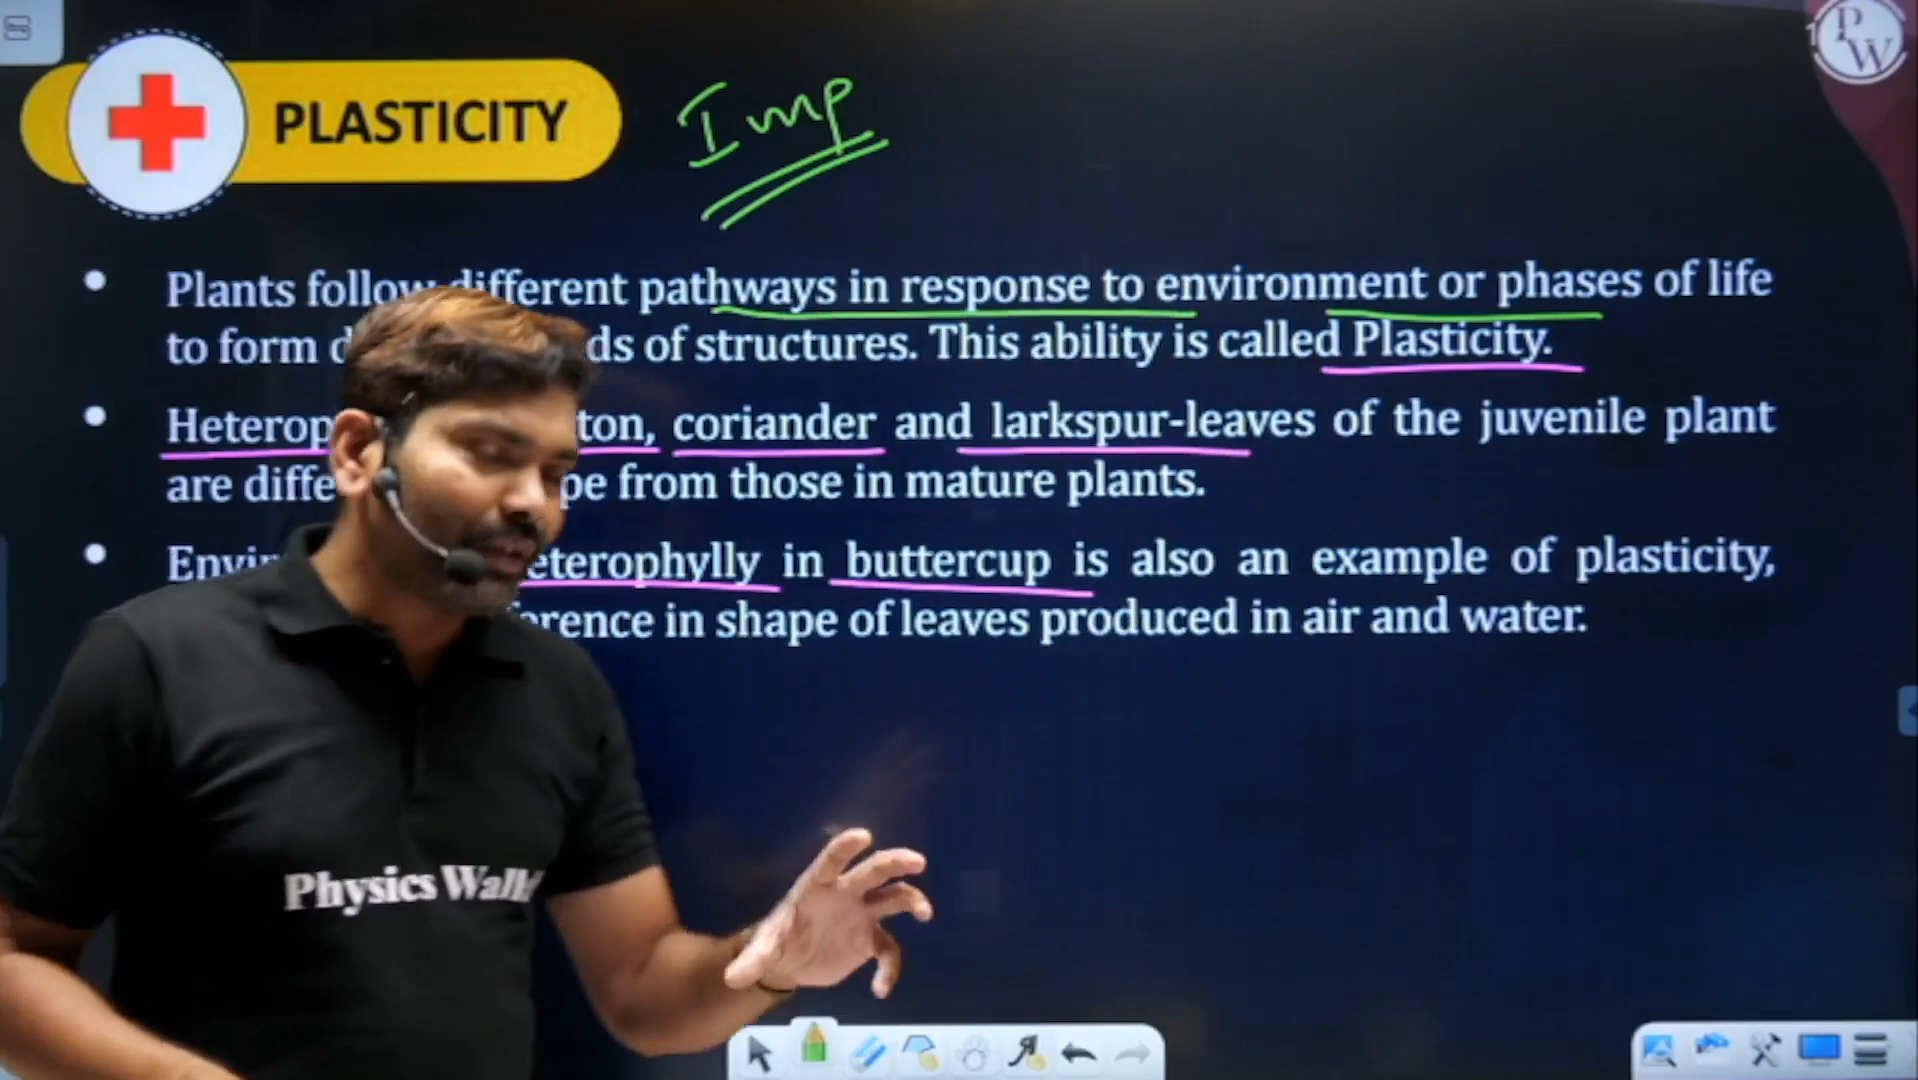 PLASTICITY
Imp
PW
Plants follow different pathways in response to environment or phases of life
to form ds of structures. This ability is called Plasticity.
Heterop ton, coriander and larkspur-leaves of the juvenile plant
are diffe pe from those in mature plants.
Envir eterophylly in buttercup is also an example of plasticity,
erence in shape of leaves produced in air and water.
Physics Wall